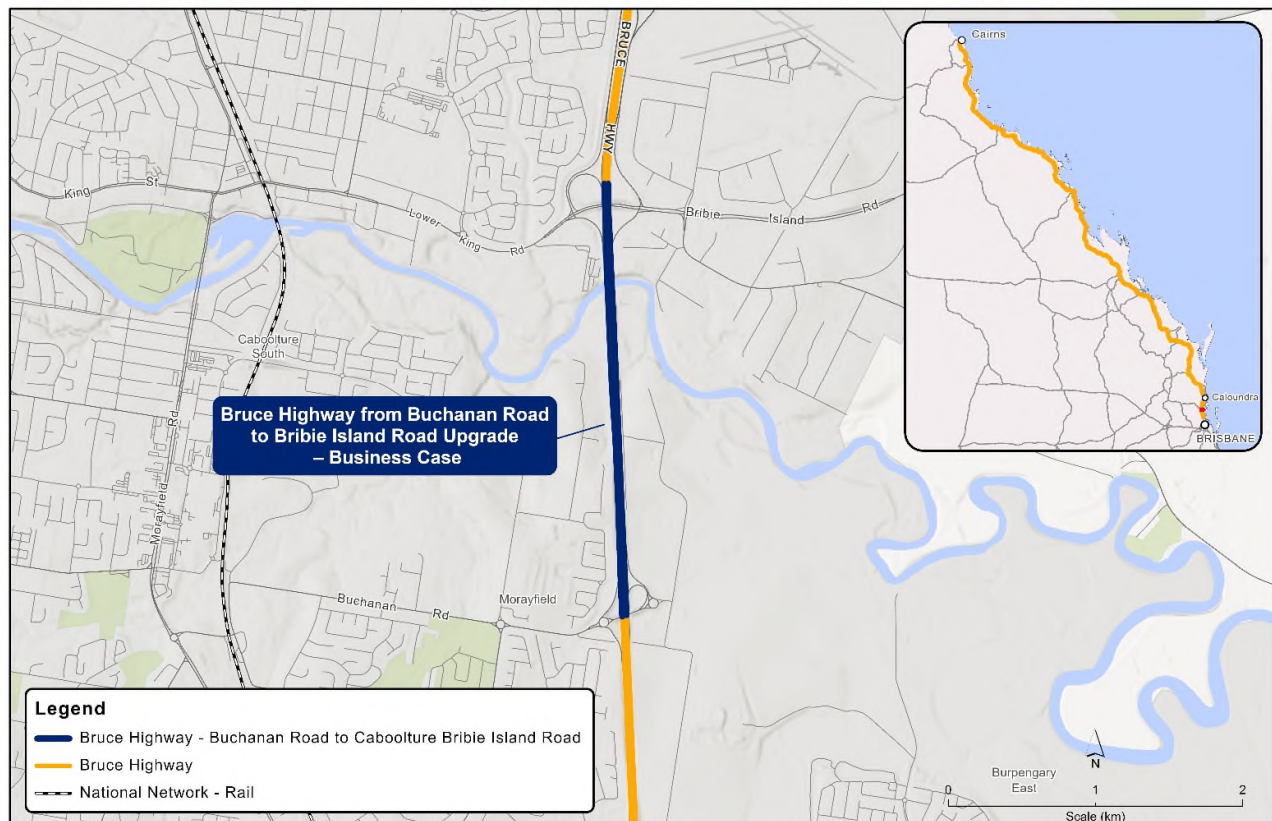 BRUCE
HWY
King
St
Lower
King
Rd
Bribie
Island
Rd
Caboolture
South
Morayfield
Rd
Bruce Highway from Buchanan Road
to Bribie Island Road Upgrade
– Business Case
Buchanan
Rd
Morayfield
Burpengary
East
N
0
1
2
Scale (km)
Legend
Bruce Highway - Buchanan Road to Caboolture Bribie Island Road
Bruce Highway
National Network - Rail
Cairns
Caloundra
BRISBANE